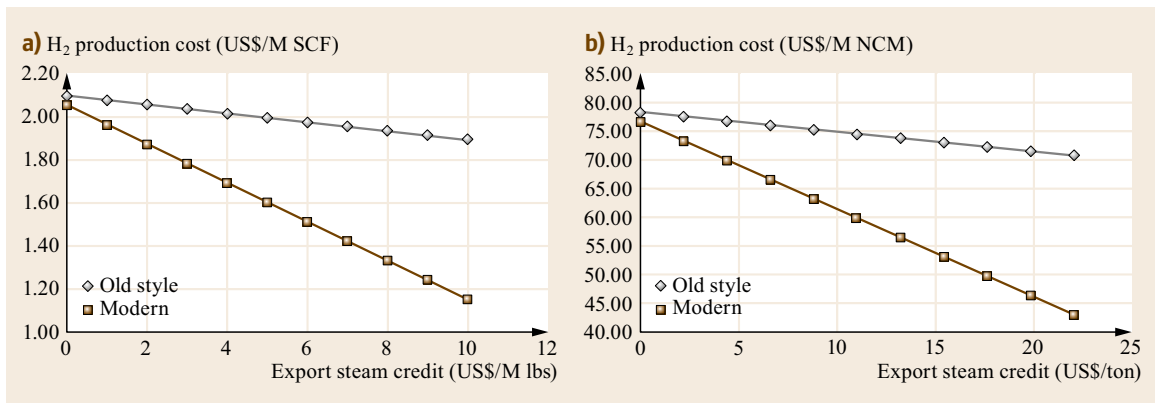 a) H₂ production cost (US$/M SCF)
2.20
2.00
1.80
1.60
1.40
1.20
1.00
0 2 4 6 8 10 12
Export steam credit (US$/M lbs)
Old style
Modern
b) H₂ production cost (US$/M NCM)
85.00
80.00
75.00
70.00
65.00
60.00
55.00
50.00
45.00
40.00
0 5 10 15 20 25
Export steam credit (US$/ton)
Old style
Modern